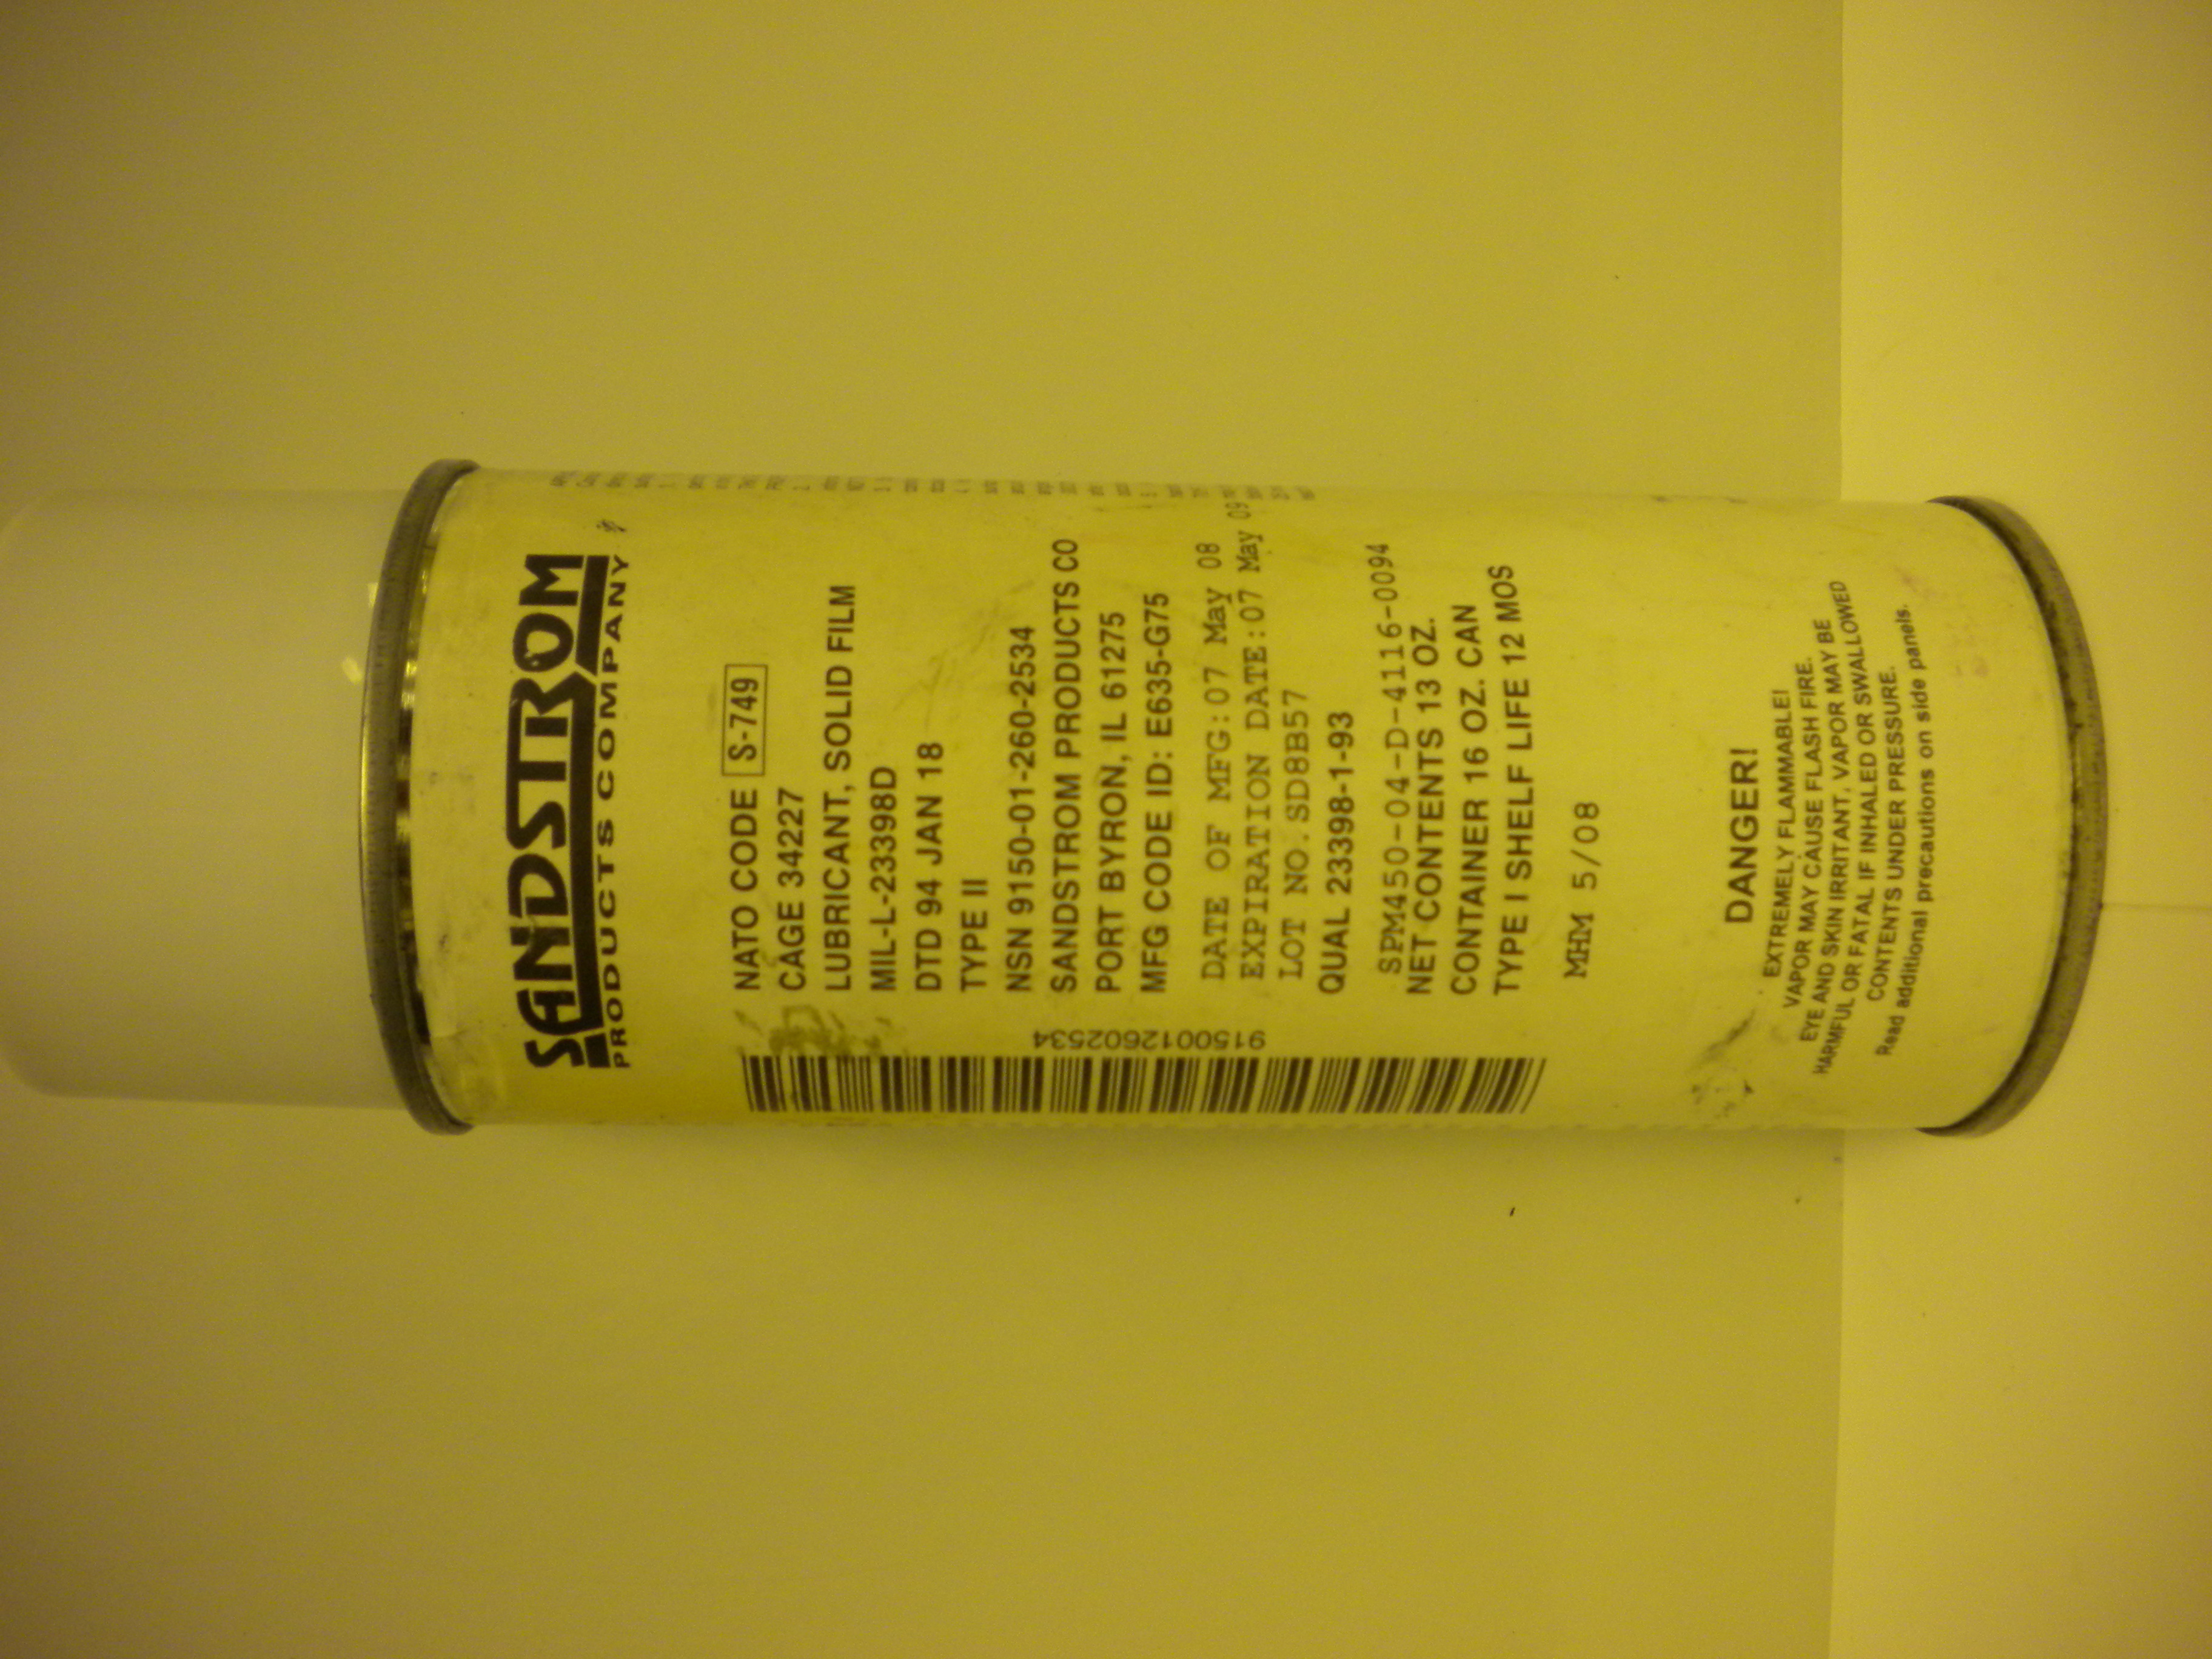 SANDSTROM
PRODUCTS COMPANY
NATO CODE S-749
CAGE 34227
LUBRICANT, SOLID FILM
MIL-L-23398D
DTD 94 JAN 18
TYPE II
NSN 9150-01-260-2534
SANDSTROM PRODUCTS CO
PORT BYRON, IL 61275
MFG CODE ID: E635-G75
DATE OF MFG:07 May 08
EXPIRATION DATE:07 May 09
LOT NO.SD8B57
QUAL 23398-1-93
SPM450-04-D-4116-0094
NET CONTENTS 13 OZ.
CONTAINER 16 OZ. CAN
TYPE I SHELF LIFE 12 MOS
MHM 5/08
9150012602534
DANGER!
EXTREMELY FLAMMABLE!
VAPOR MAY CAUSE FLASH FIRE.
EYE AND SKIN IRRITANT, VAPOR MAY BE
HARMFUL OR FATAL IF INHALED OR SWALLOWED
CONTENTS UNDER PRESSURE.
Read additional precautions on side panels.